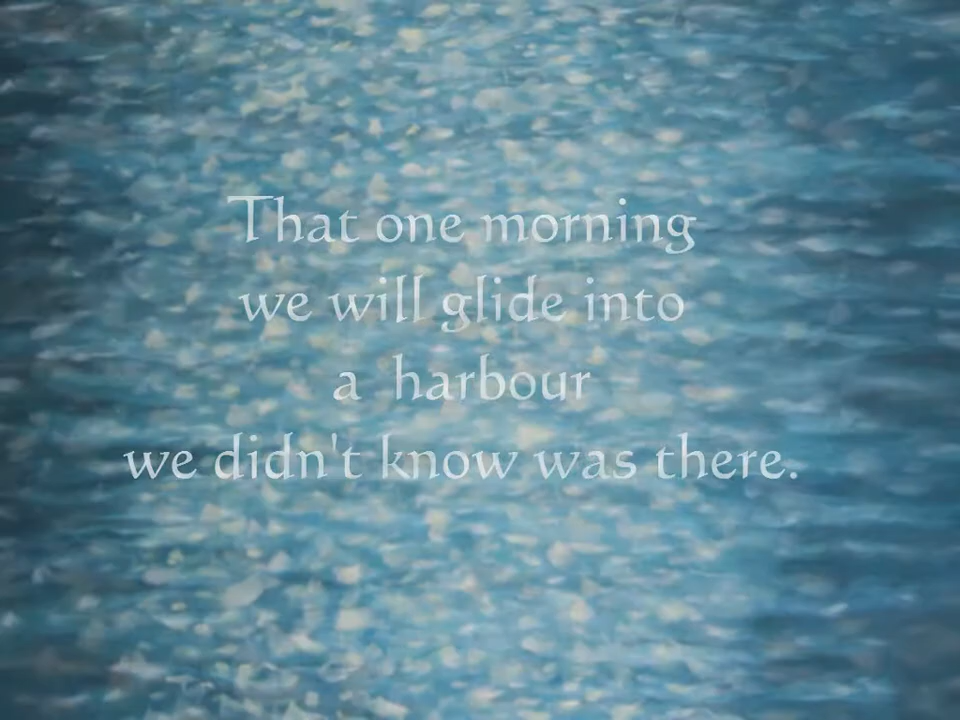 That one morning
we will glide into
a harbour
we didn't know was there.